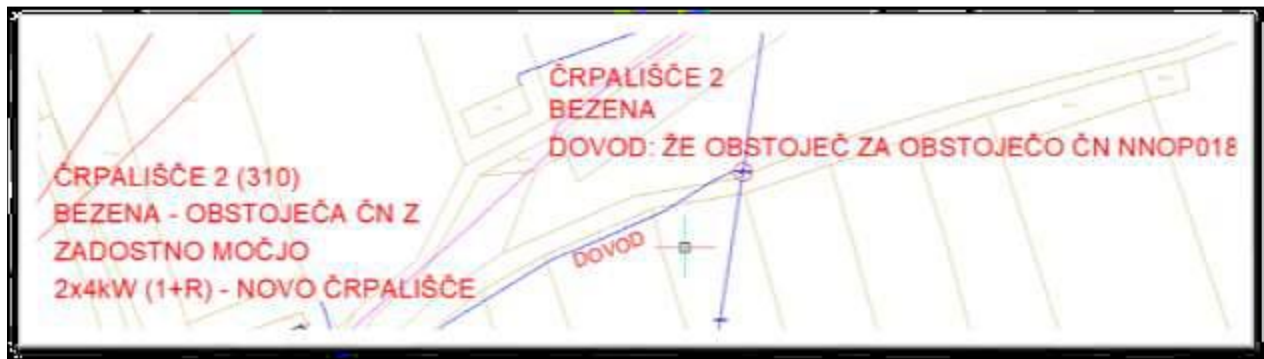 ČRPALIŠČE 2
BEZENA
DOVOD: ŽE OBSTOJEČ ZA OBSTOJEČO ČN NNOP018
ČRPALIŠČE 2 (310)
BEZENA - OBSTOJEČA ČN Z
ZADOSTNO MOČJO
2x4kW (1+R) - NOVO ČRPALIŠČE
DOVOD